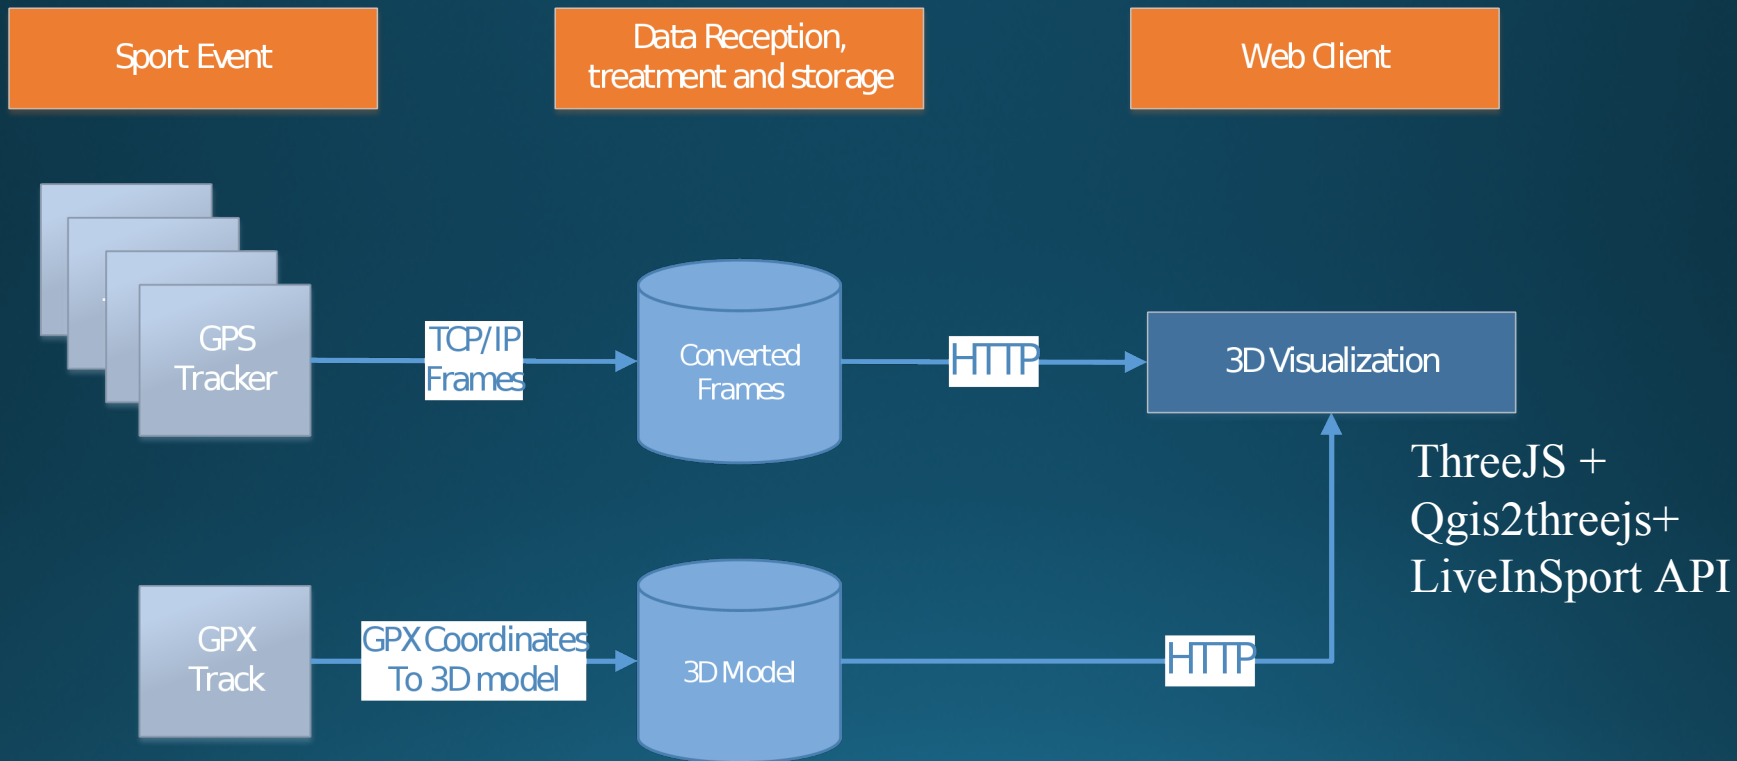 Sport Event
Data Reception,
treatment and storage
Web Client
GPS
Tracker
TCP/IP
Frames
Converted
Frames
HTTP
3D Visualization
ThreeJS +
Qgis2threejs+
LiveInSport API
GPX
Track
GPX Coordinates
To 3D model
3D Model
HTTP